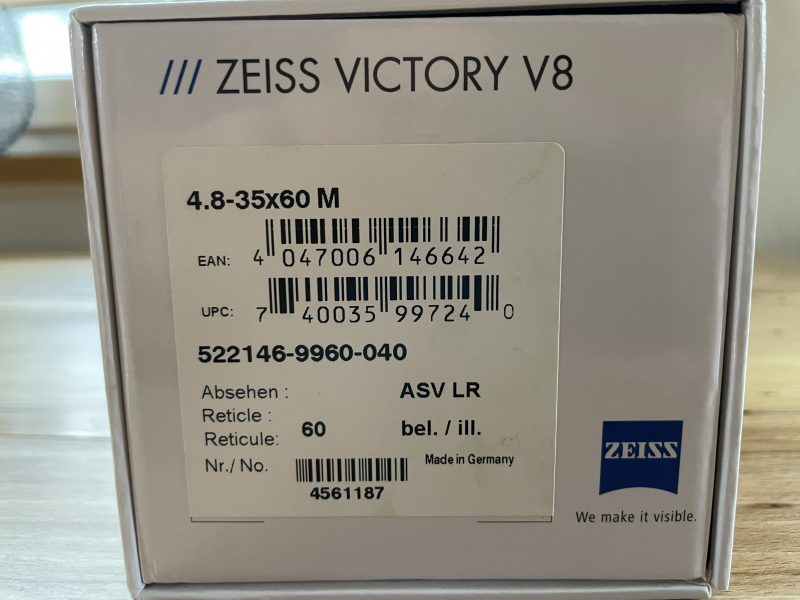 /// ZEISS VICTORY V8
4.8-35x60 M
EAN: 4 047006 146642
UPC: 7 40035 99724 0
522146-9960-040
Absehen : ASV LR
Reticle :
Reticule: 60 bel. / ill.
Nr./ No. Made in Germany
4561187
ZEISS
We make it visible.